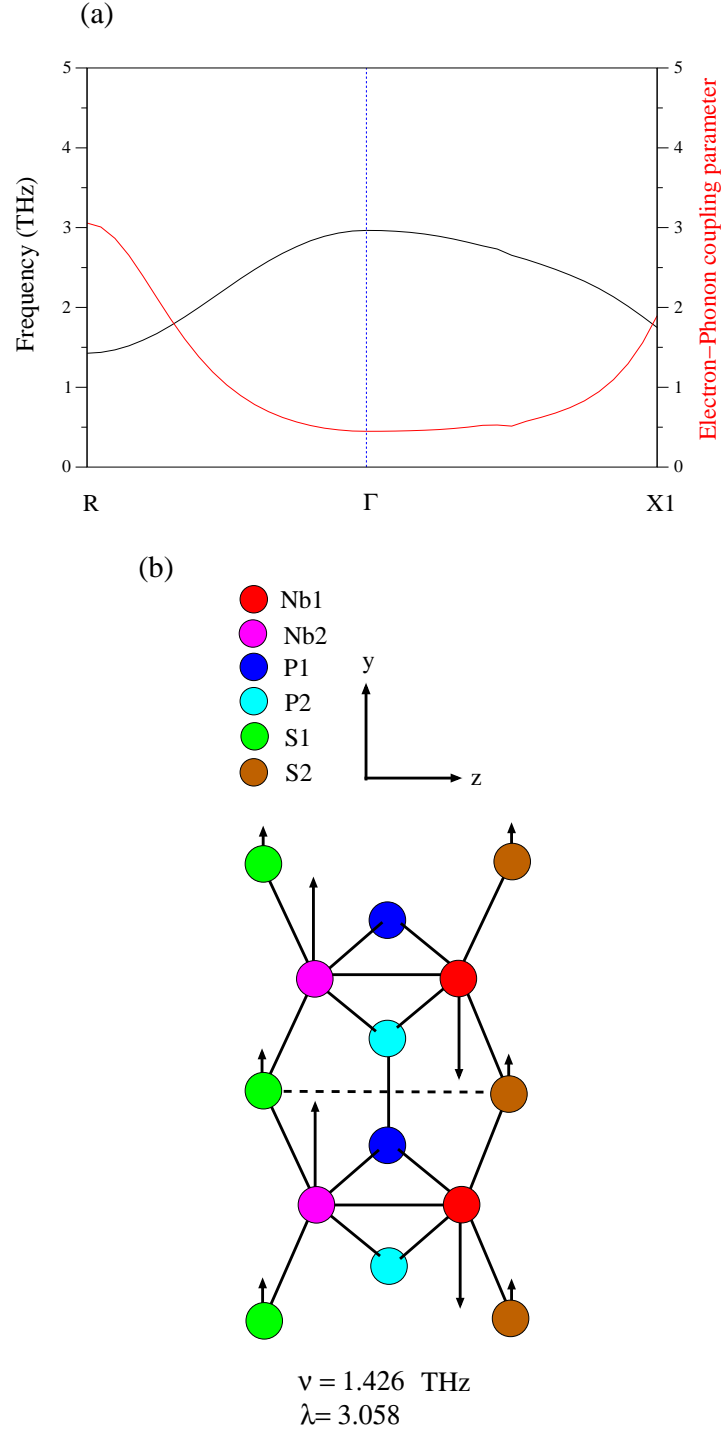 (a)
5
4
3
2
1
0
Frequency (THz)
5
4
3
2
1
0
Electron−Phonon coupling parameter
R
Γ
X1
(b)
Nb1
Nb2
P1
P2
S1
S2
y
z
ν = 1.426 THz
λ= 3.058